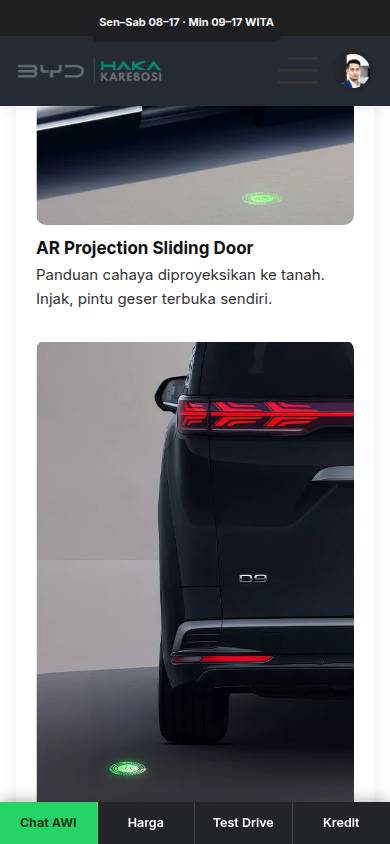 Sen–Sab 08–17 · Min 09–17 WITA
BYD HAKA
KAREBOSI
AR Projection Sliding Door
Panduan cahaya diproyeksikan ke tanah.
Injak, pintu geser terbuka sendiri.
D9
Chat AWI Harga Test Drive Kredit